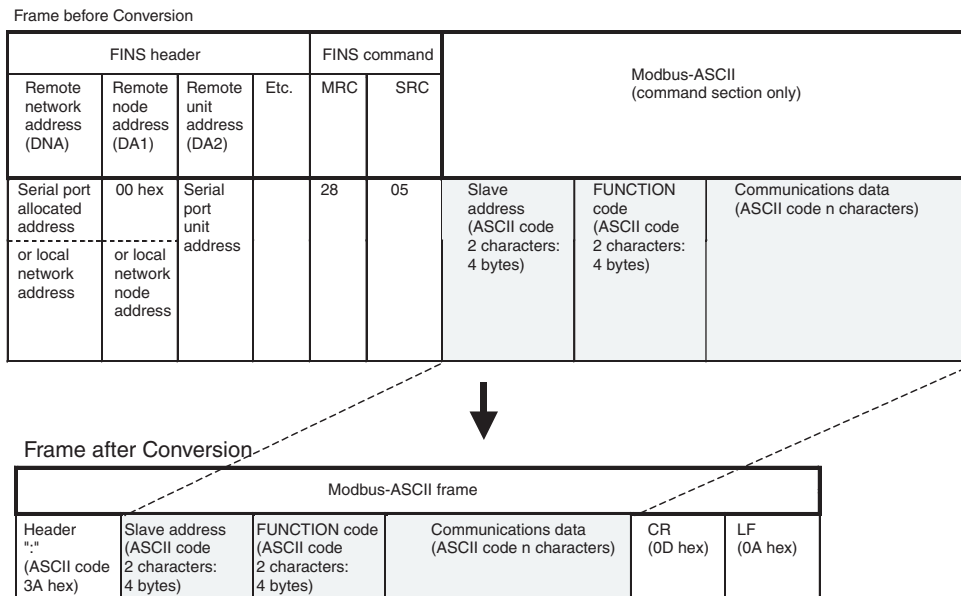 Frame before Conversion
FINS header
FINS command
Modbus-ASCII
(command section only)
Remote
network
address
(DNA)
Remote
node
address
(DA1)
Remote
unit
address
(DA2)
Etc.
MRC
SRC
Serial port
allocated
address
or local
network
address
00 hex
or local
network
node
address
Serial
port
unit
address
28
05
Slave
address
(ASCII code
2 characters:
4 bytes)
FUNCTION
code
(ASCII code
2 characters:
4 bytes)
Communications data
(ASCII code n characters)
Frame after Conversion
Modbus-ASCII frame
Header
":"
(ASCII code
3A hex)
Slave address
(ASCII code
2 characters:
4 bytes)
FUNCTION code
(ASCII code
2 characters:
4 bytes)
Communications data
(ASCII code n characters)
CR
(0D hex)
LF
(0A hex)